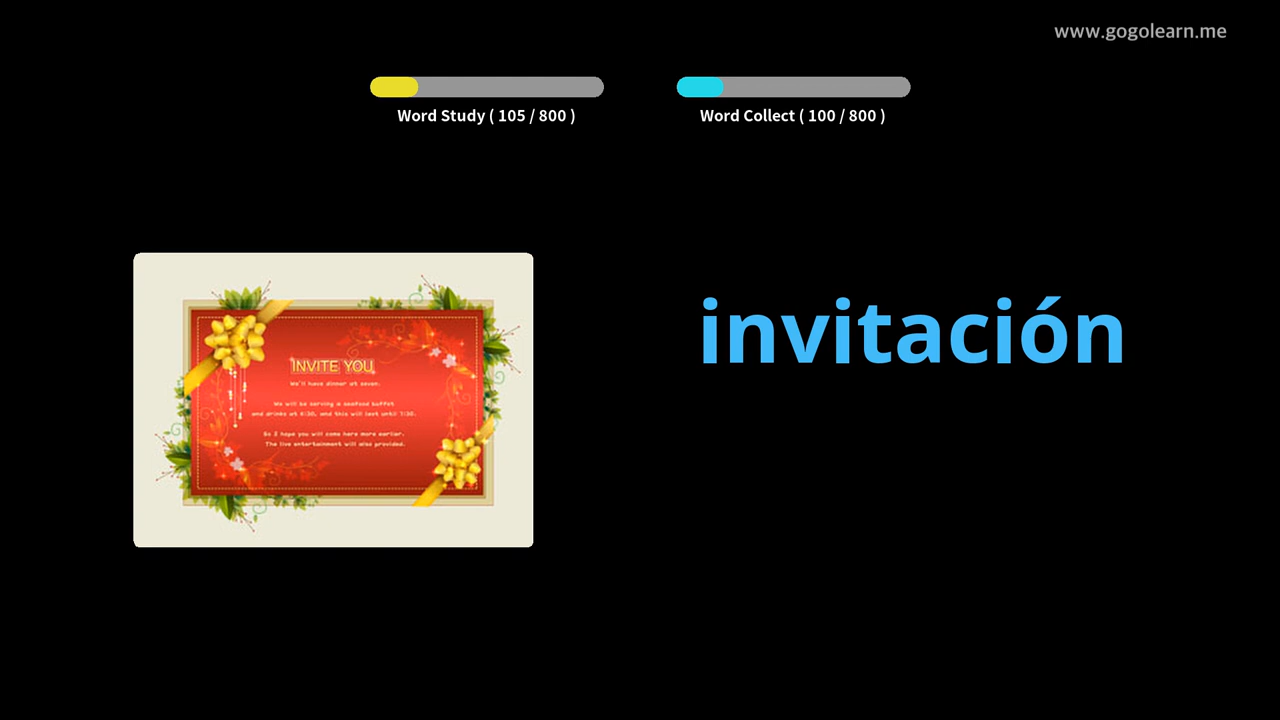 www.gogolearn.me
Word Study ( 105 / 800 )
Word Collect ( 100 / 800 )
INVITE YOU
We'll have dinner at seven.
We will be serving a seafood buffet
and drinks at 6:30, and this will last until 7:30.
So I hope you will come here more earlier.
The live entertainment will also provided.
invitación